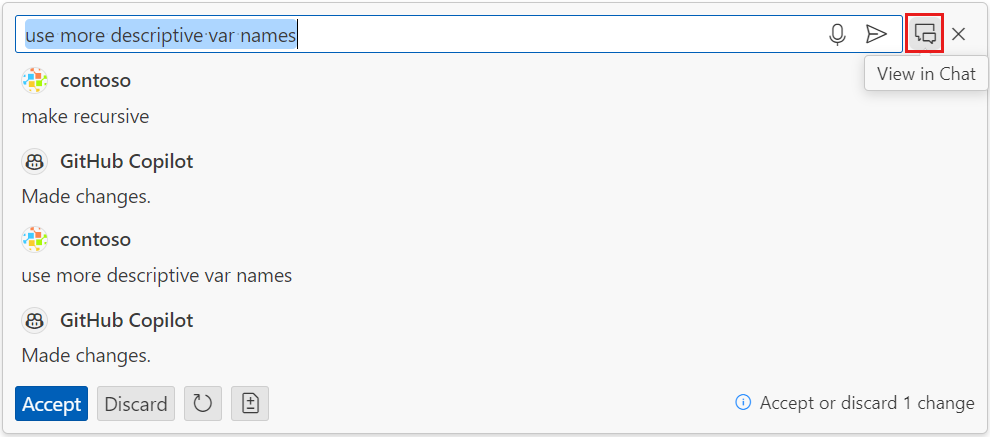 use more descriptive var names
View in Chat
contoso
make recursive
GitHub Copilot
Made changes.
contoso
use more descriptive var names
GitHub Copilot
Made changes.
Accept Discard Accept or discard 1 change